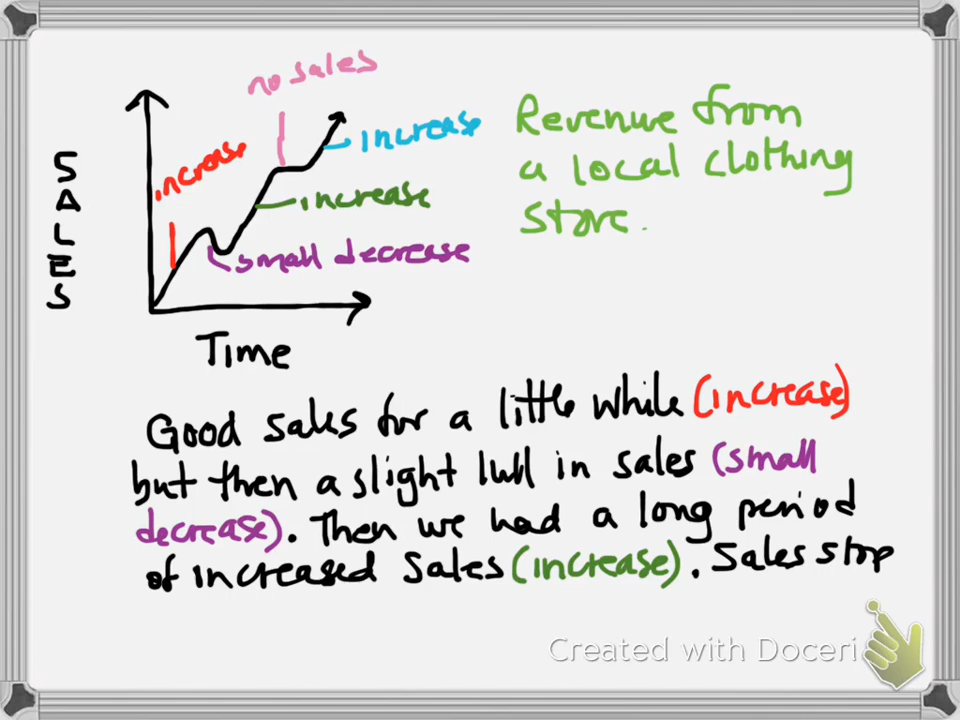 no sales
increase
increase
increase
small decrease
SALES
Time
Revenue from
a local clothing
store.
Good sales for a little while (increase)
but then a slight lull in sales (small
decrease). Then we had a long period
of increased sales (increase). Sales stop
Created with Doceri